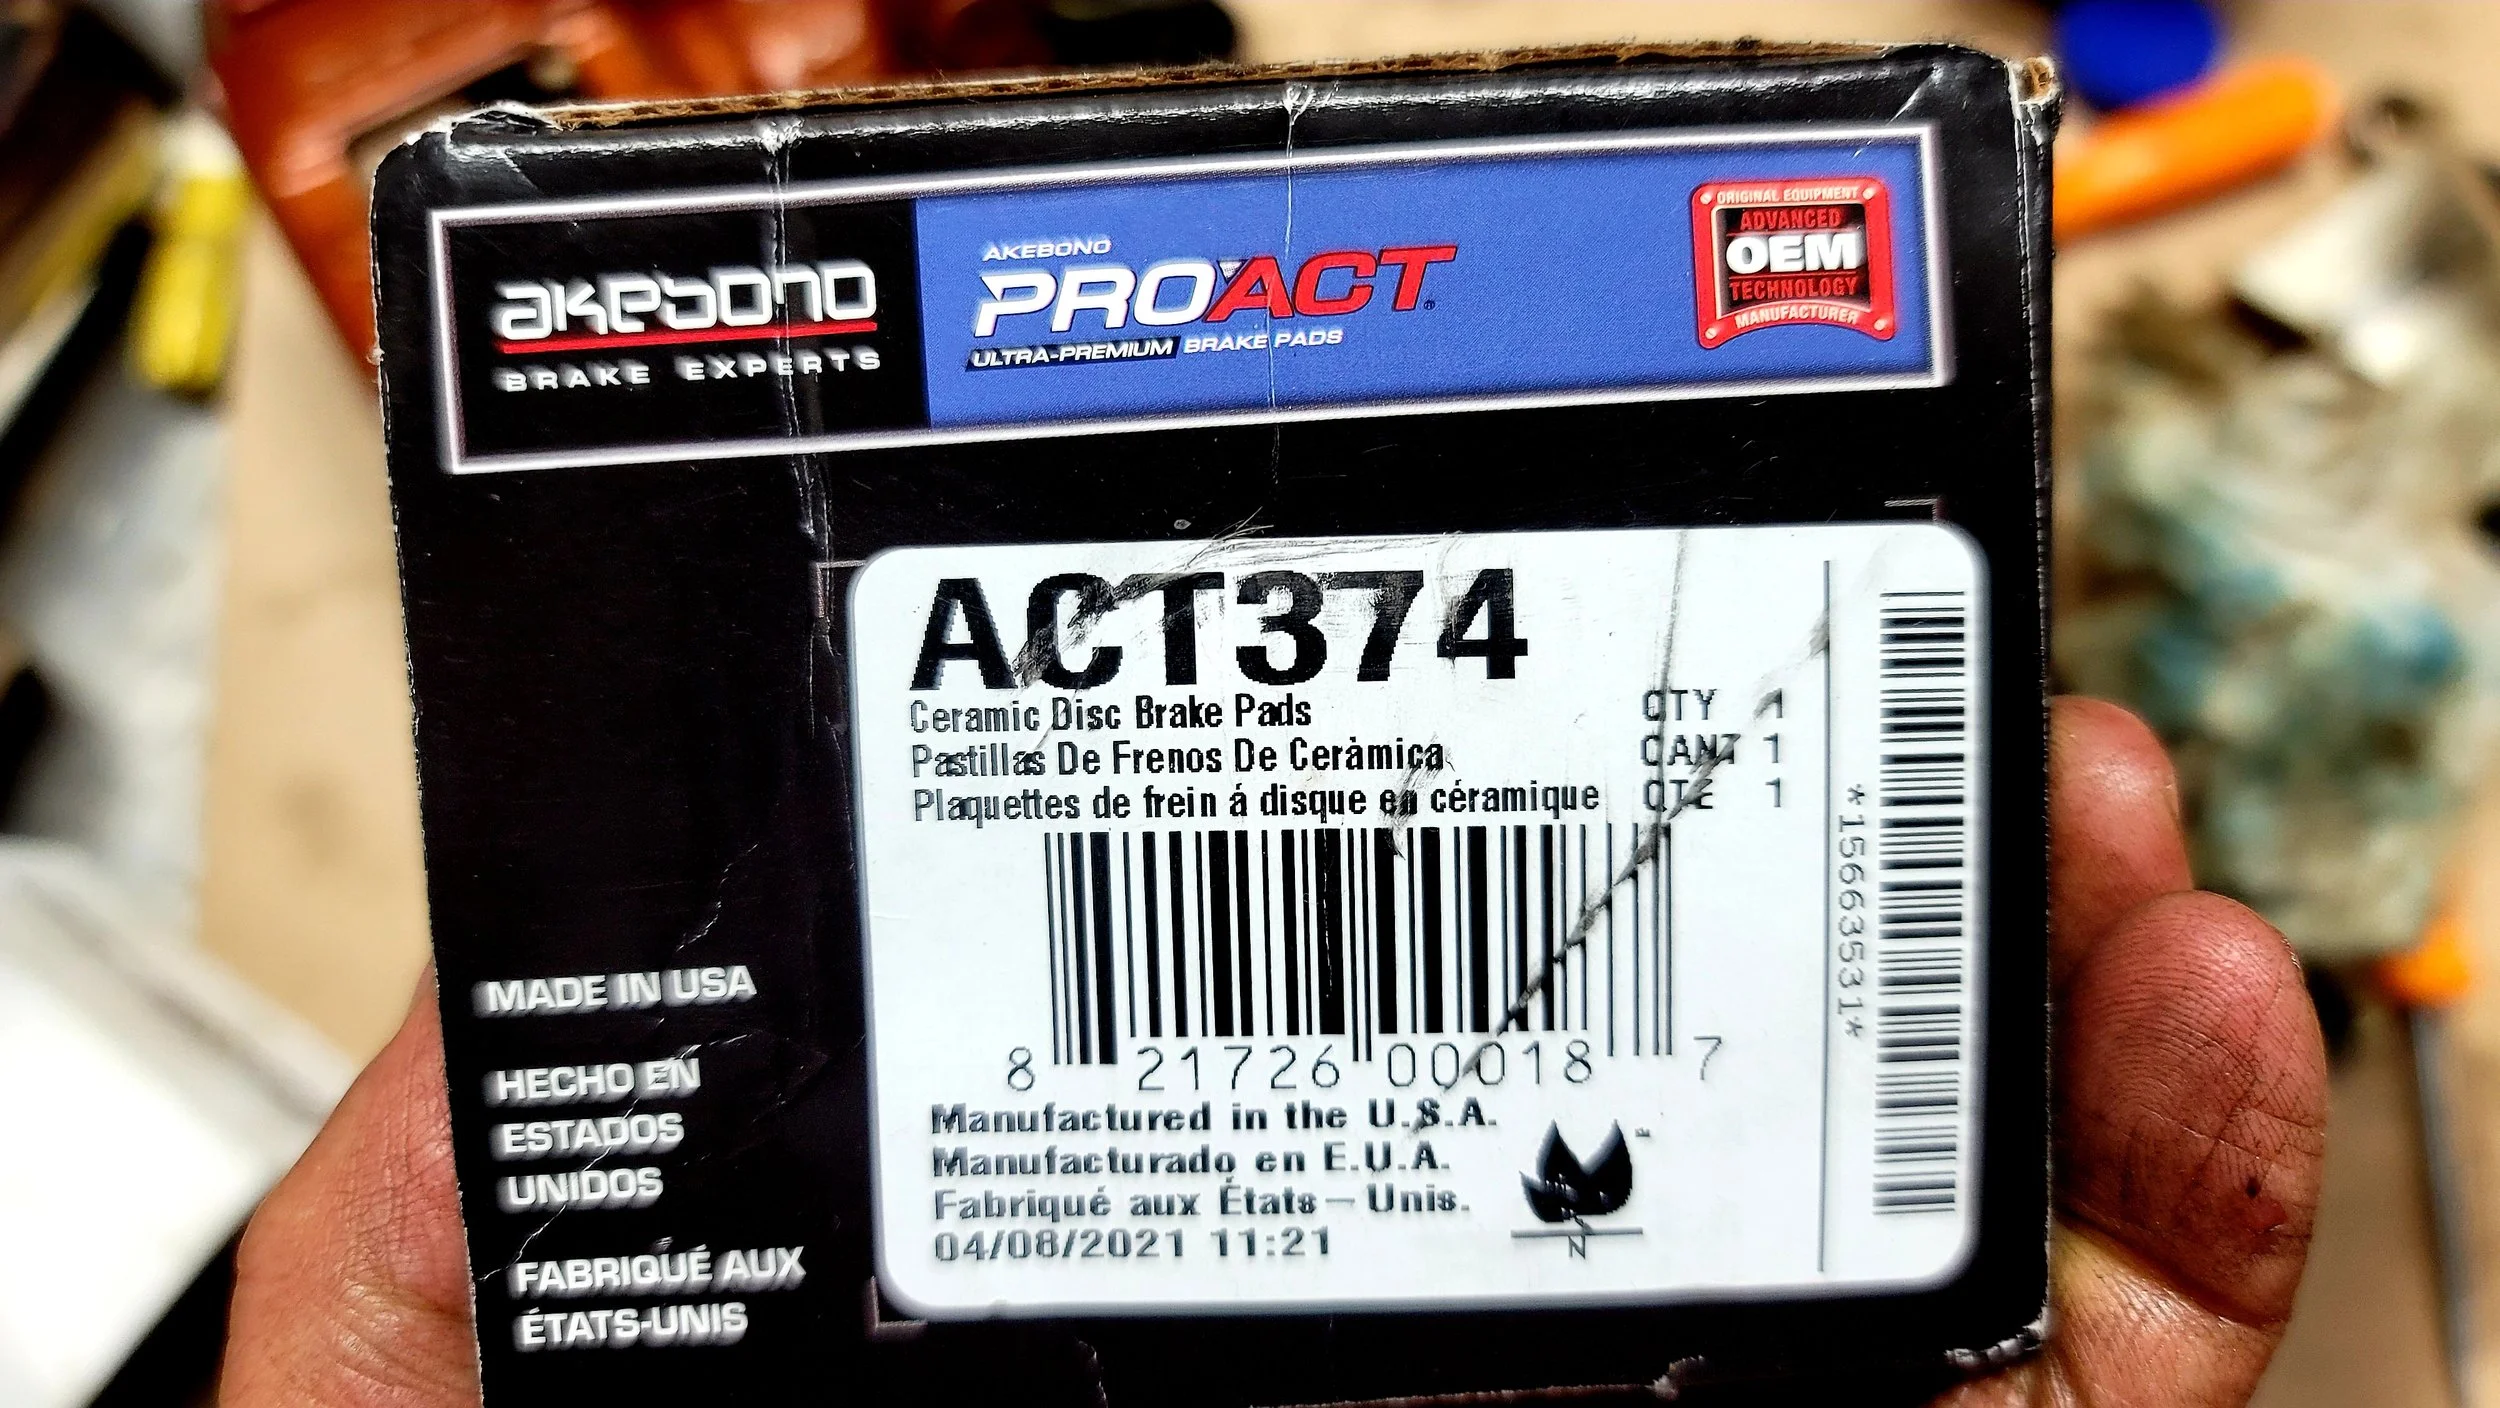 akebono
BRAKE EXPERTS
AKEBONO
PROACT®
ULTRA-PREMIUM BRAKE PADS
ORIGINAL EQUIPMENT
ADVANCED
OEM
TECHNOLOGY
MANUFACTURER
ACT374
Ceramic Disc Brake Pads QTY 1
Pastillas De Frenos De Ceràmica CANT 1
Plaquettes de frein á disque en céramique QTE 1
8 21726 00018 7
*156635531*
Manufactured in the U.S.A.
Manufacturado en E.U.A.
Fabriqué aux États-Unis.
04/08/2021 11:21
N
MADE IN USA
HECHO EN
ESTADOS
UNIDOS
FABRIQUÉ AUX
ÉTATS-UNIS